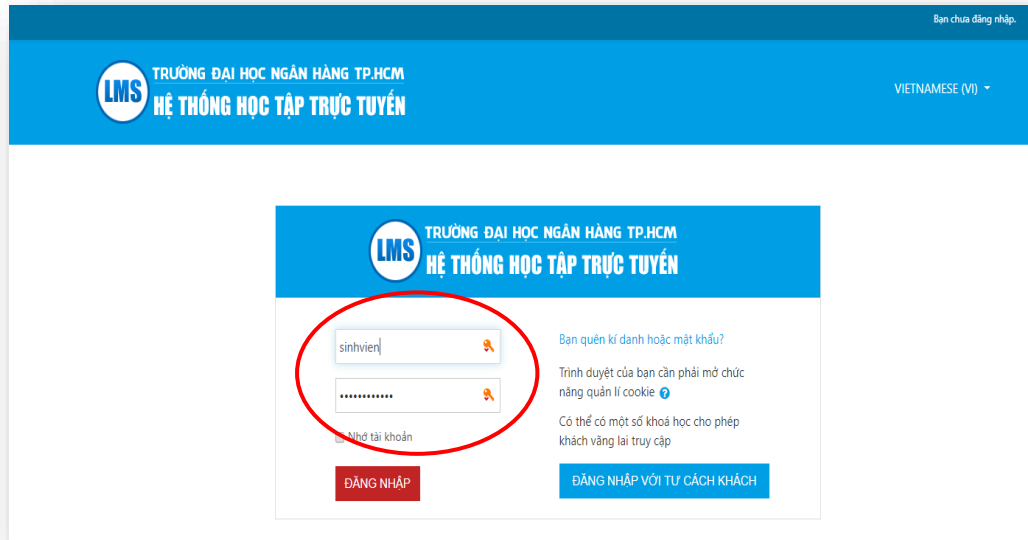 Bạn chưa đăng nhập.
LMS
TRƯỜNG ĐẠI HỌC NGÂN HÀNG TP.HCM
HỆ THỐNG HỌC TẬP TRỰC TUYẾN
VIETNAMESE (VI)
LMS
TRƯỜNG ĐẠI HỌC NGÂN HÀNG TP.HCM
HỆ THỐNG HỌC TẬP TRỰC TUYẾN
sinhvien
••••••••••••
Nhớ tài khoản
ĐĂNG NHẬP
Bạn quên kí danh hoặc mật khẩu?
Trình duyệt của bạn cần phải mở chức
năng quản lí cookie
Có thể có một số khoá học cho phép
khách vãng lai truy cập
ĐĂNG NHẬP VỚI TƯ CÁCH KHÁCH